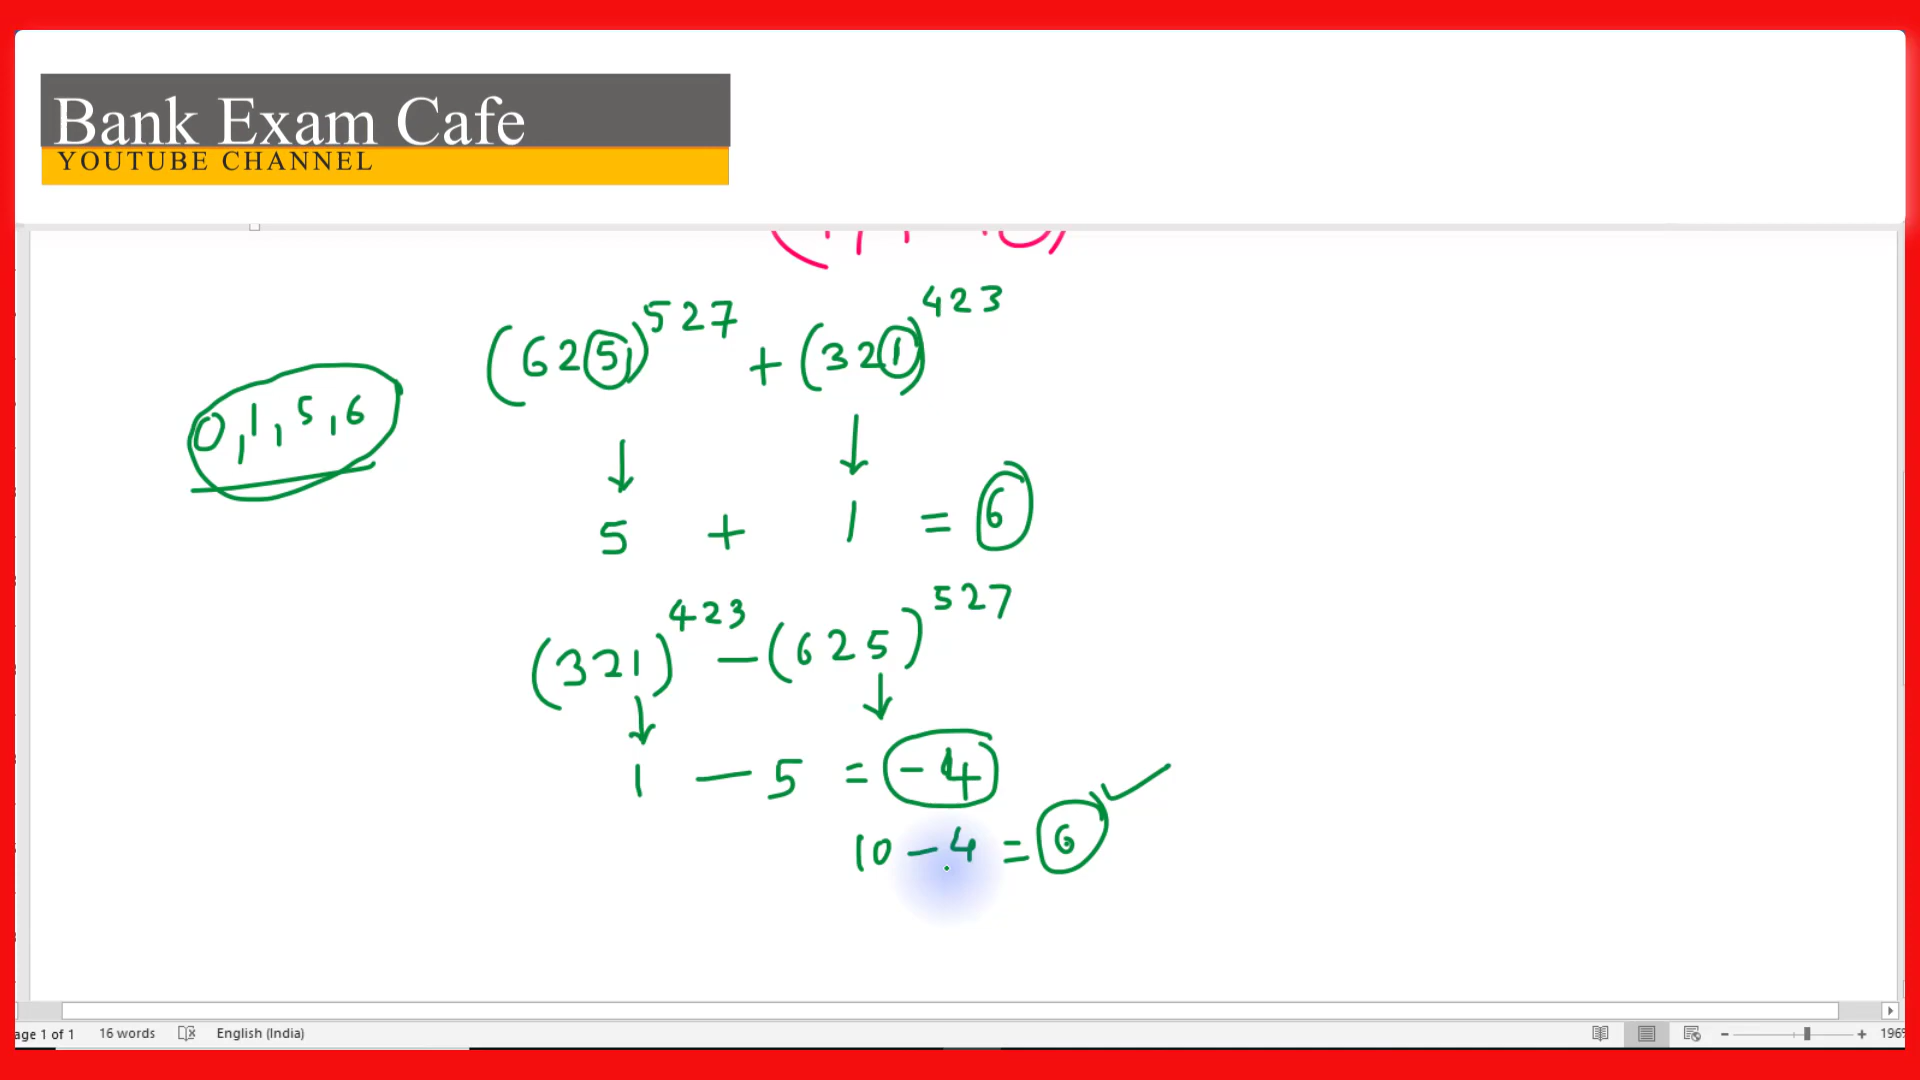 Bank Exam Cafe
YOUTUBE CHANNEL
(625)^527 + (321)^423
0, 1, 5, 6
↓ ↓
5 + 1 = 6
(321)^423 - (625)^527
↓ ↓
1 - 5 = -4
10 - 4 = 6 ✓
age 1 of 1 16 words English (India) - + 196